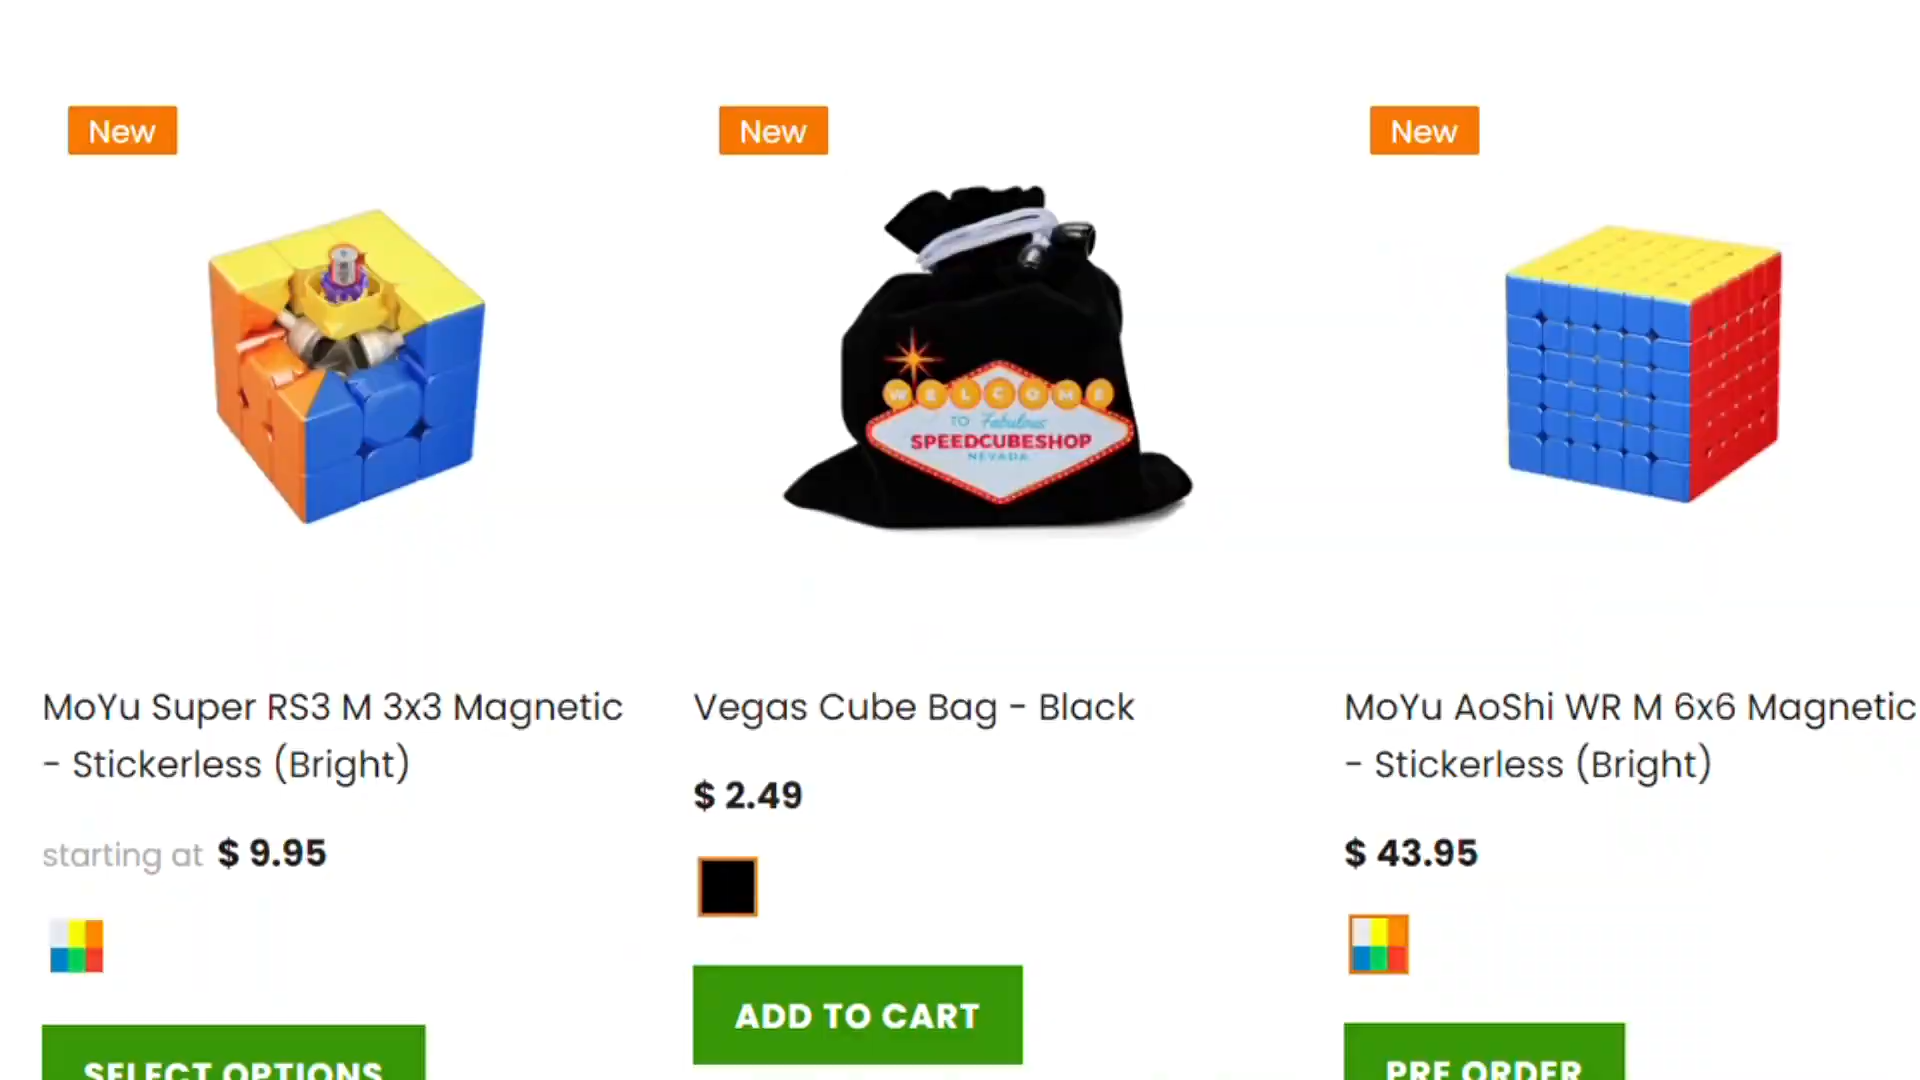 New
New
New
WELCOME
TO Fabulous
SPEEDCUBESHOP
NEVADA
MoYu Super RS3 M 3x3 Magnetic
- Stickerless (Bright)
starting at $ 9.95
SELECT OPTIONS
Vegas Cube Bag - Black
$ 2.49
ADD TO CART
MoYu AoShi WR M 6x6 Magnetic
- Stickerless (Bright)
$ 43.95
PRE ORDER